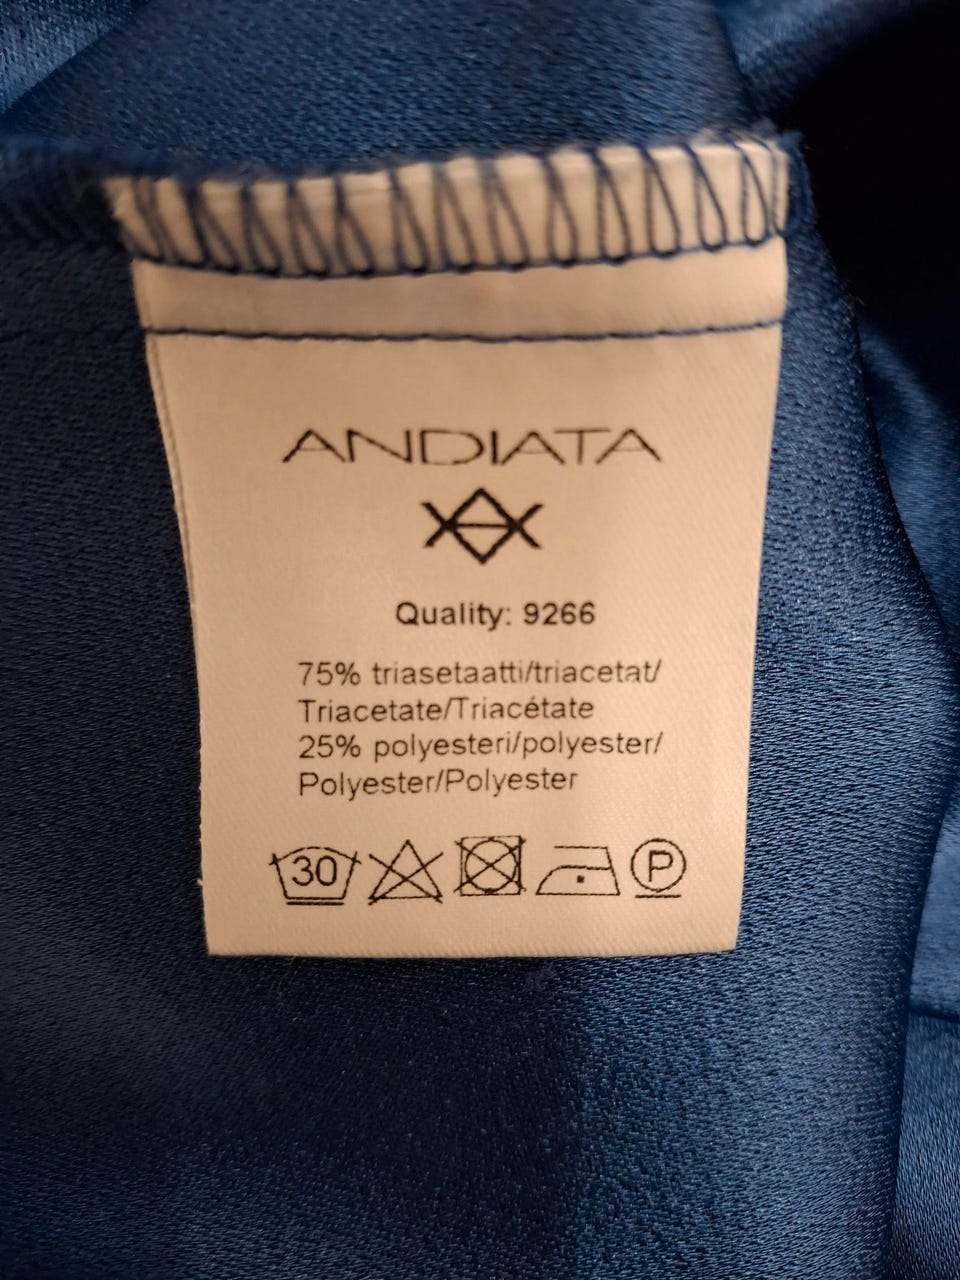 ANDIATA
Quality: 9266
75% triasetaatti/triacetat/
Triacetate/Triacétate
25% polyesteri/polyester/
Polyester/Polyester
30 P